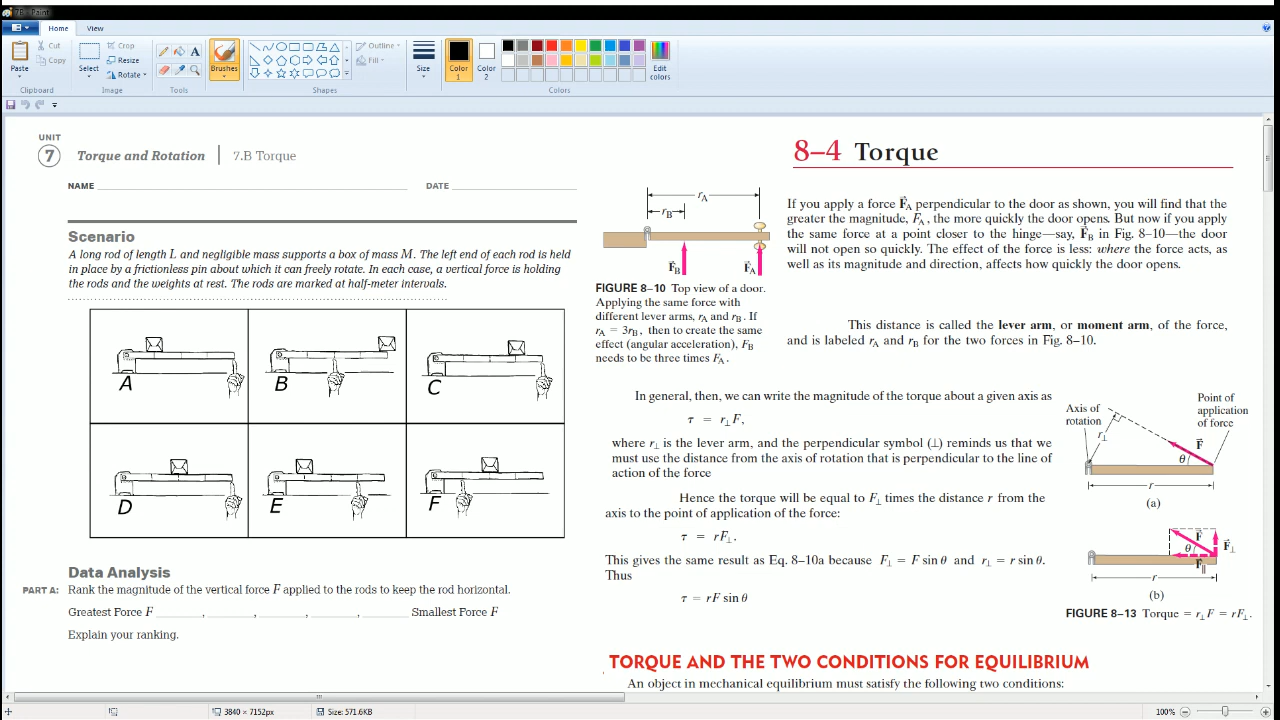 7B - Paint
Home
View
Paste
Cut
Copy
Clipboard
Select
Crop
Resize
Rotate
Image
A
Tools
Brushes
Outline
Fill
Shapes
Size
Color
1
Color
2
Edit
colors
Colors
UNIT
7 Torque and Rotation | 7.B Torque
NAME DATE
Scenario
A long rod of length L and negligible mass supports a box of mass M. The left end of each rod is held
in place by a frictionless pin about which it can freely rotate. In each case, a vertical force is holding
the rods and the weights at rest. The rods are marked at half-meter intervals.
A
B
C
D
E
F
Data Analysis
PART A: Rank the magnitude of the vertical force F applied to the rods to keep the rod horizontal.
Greatest Force F ______, ______, ______, ______, ______ Smallest Force F
Explain your ranking.
8–4 Torque
rA
rB
F⃗B
F⃗A
FIGURE 8–10 Top view of a door.
Applying the same force with
different lever arms, rA and rB. If
rA = 3rB, then to create the same
effect (angular acceleration), FB
needs to be three times FA.
If you apply a force F⃗A perpendicular to the door as shown, you will find that the
greater the magnitude, FA, the more quickly the door opens. But now if you apply
the same force at a point closer to the hinge—say, F⃗B in Fig. 8–10—the door
will not open so quickly. The effect of the force is less: where the force acts, as
well as its magnitude and direction, affects how quickly the door opens.
This distance is called the lever arm, or moment arm, of the force,
and is labeled rA and rB for the two forces in Fig. 8–10.
In general, then, we can write the magnitude of the torque about a given axis as
τ = r⊥F,
where r⊥ is the lever arm, and the perpendicular symbol (⊥) reminds us that we
must use the distance from the axis of rotation that is perpendicular to the line of
action of the force
Hence the torque will be equal to F⊥ times the distance r from the
axis to the point of application of the force:
τ = rF⊥.
This gives the same result as Eq. 8–10a because F⊥ = F sin θ and r⊥ = r sin θ.
Thus
τ = rF sin θ
Axis of
rotation
Point of
application
of force
r⊥
F⃗
θ
r
(a)
F⃗
θ
F⃗⊥
F⃗∥
r
(b)
FIGURE 8–13 Torque = r⊥F = rF⊥.
TORQUE AND THE TWO CONDITIONS FOR EQUILIBRIUM
An object in mechanical equilibrium must satisfy the following two conditions:
3840 × 7152px
Size: 571.6KB
100%